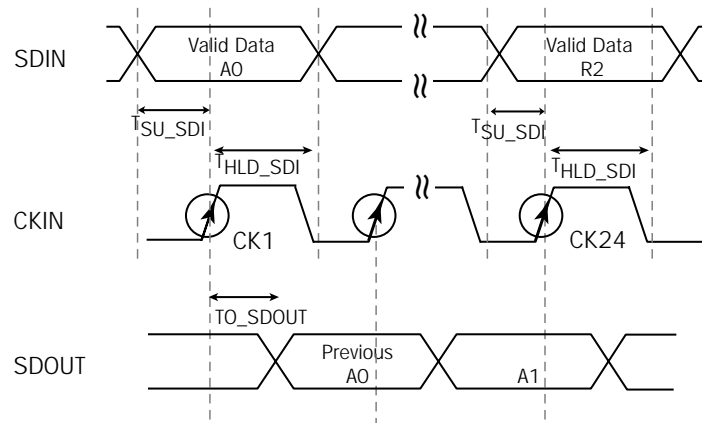 SDIN
Valid Data
A0
Valid Data
R2
TSU_SDI
TSU_SDI
THLD_SDI
THLD_SDI
CKIN
CK1
CK24
TO_SDOUT
SDOUT
Previous
A0
A1